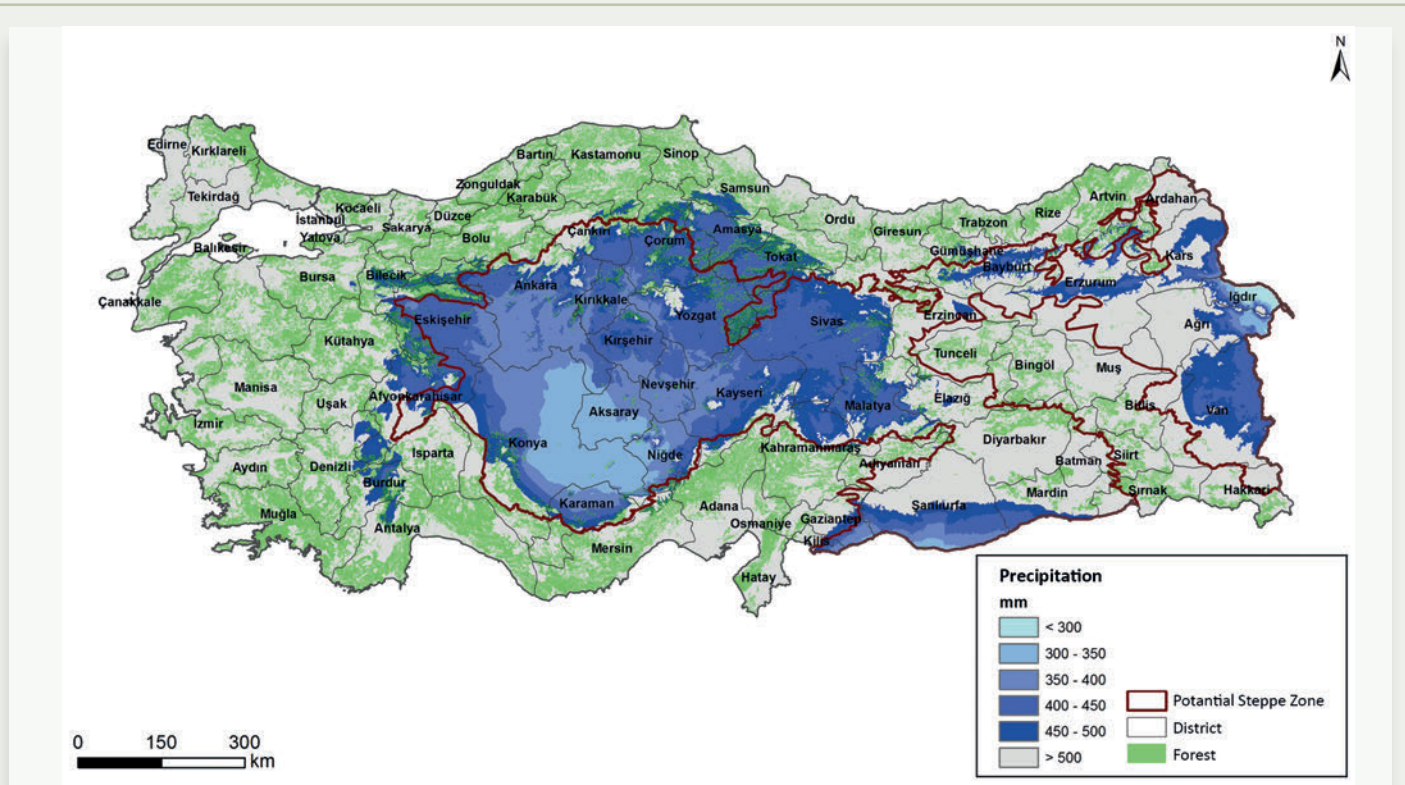 N
Edirne
Kırklareli
Tekirdağ
İstanbul
Kocaeli
Yalova
Sakarya
Düzce
Zonguldak
Bartın
Karabük
Kastamonu
Sinop
Samsun
Bolu
Çankırı
Çorum
Amasya
Tokat
Ordu
Giresun
Trabzon
Rize
Artvin
Ardahan
Gümüşhane
Bayburt
Kars
Erzurum
Iğdır
Ağrı
Balıkesir
Çanakkale
Bursa
Bilecik
Eskişehir
Ankara
Kırıkkale
Yozgat
Sivas
Erzincan
Tunceli
Bingöl
Muş
Kütahya
Kırşehir
Nevşehir
Kayseri
Malatya
Elazığ
Bitlis
Van
Manisa
Uşak
Afyonkarahisar
Aksaray
İzmir
Konya
Niğde
Kahramanmaraş
Adıyaman
Diyarbakır
Batman
Siirt
Aydın
Denizli
Isparta
Burdur
Karaman
Adana
Osmaniye
Gaziantep
Kilis
Şanlıurfa
Mardin
Şırnak
Hakkari
Muğla
Antalya
Mersin
Hatay
Precipitation
mm
< 300
300 - 350
350 - 400
400 - 450
450 - 500
> 500
Potantial Steppe Zone
District
Forest
0 150 300
km